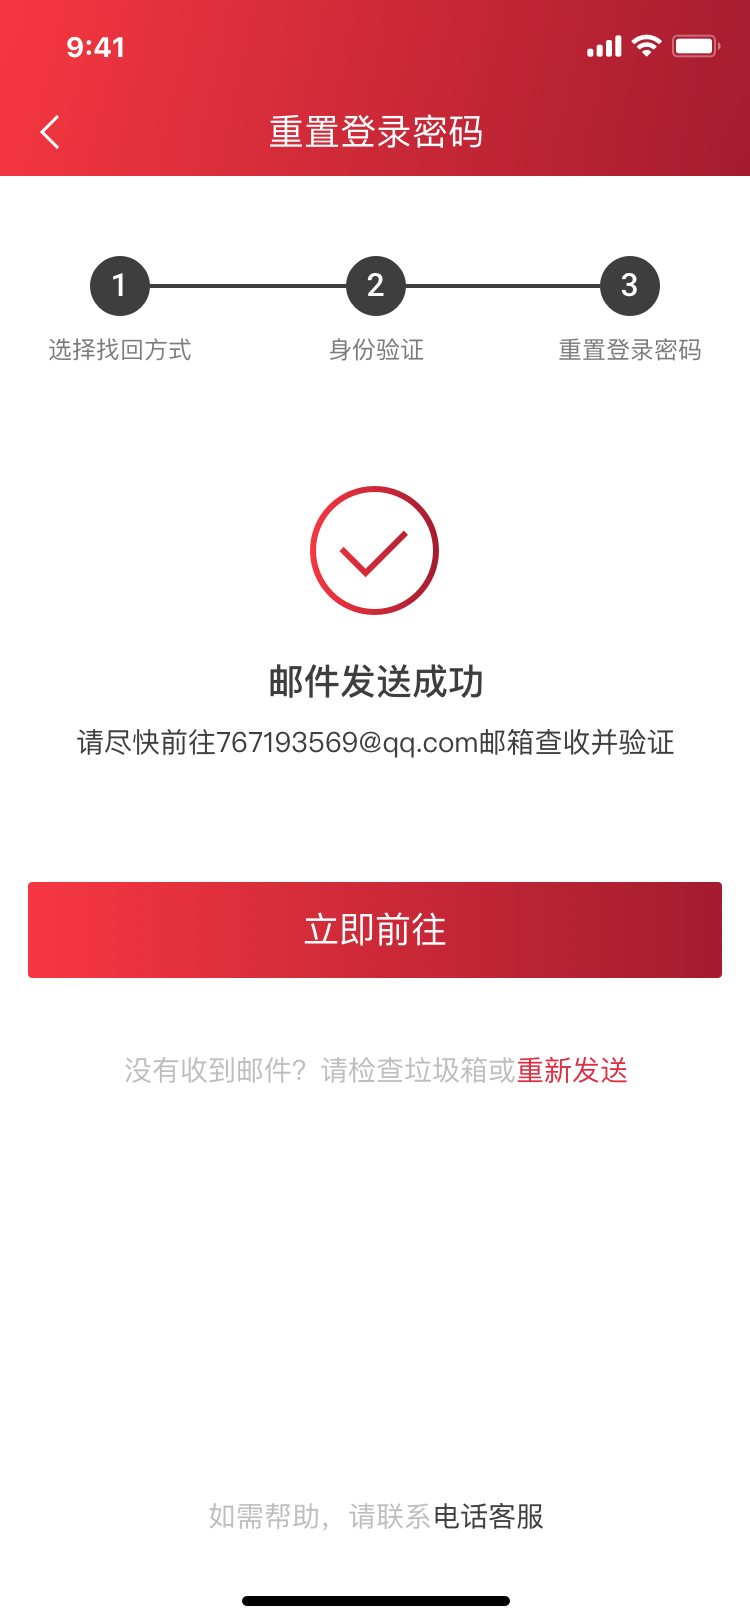 9:41
重置登录密码
1 2 3
选择找回方式 身份验证 重置登录密码
邮件发送成功
请尽快前往767193569@qq.com邮箱查收并验证
立即前往
没有收到邮件？请检查垃圾箱或重新发送
如需帮助，请联系电话客服